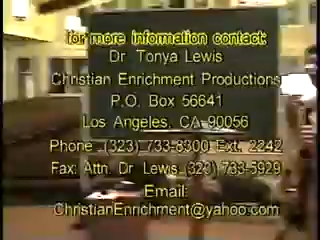 for more information contact:
Dr Tonya Lewis
Christian Enrichment Productions
P.O. Box 56641
Los Angeles, CA 90056
Phone (323) 733-8300 Ext. 2242
Fax: Attn. Dr Lewis (323) 733-5929
Email:
ChristianEnrichment@yahoo.com